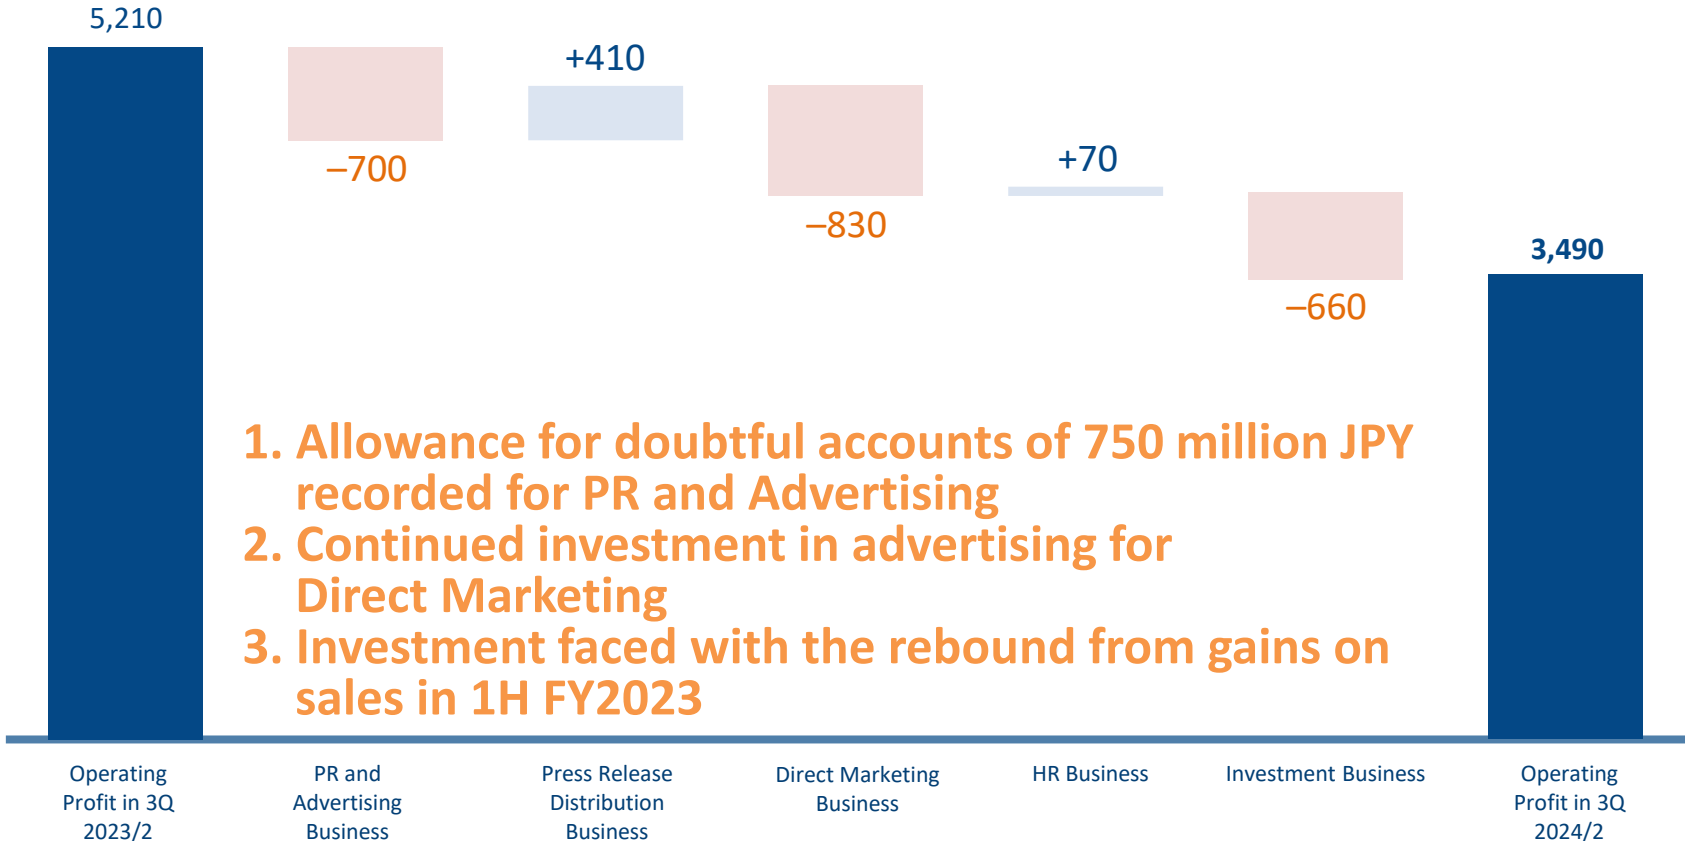 5,210
–700
+410
–830
+70
–660
3,490
1. Allowance for doubtful accounts of 750 million JPY
recorded for PR and Advertising
2. Continued investment in advertising for
Direct Marketing
3. Investment faced with the rebound from gains on
sales in 1H FY2023
Operating
Profit in 3Q
2023/2
PR and
Advertising
Business
Press Release
Distribution
Business
Direct Marketing
Business
HR Business
Investment Business
Operating
Profit in 3Q
2024/2